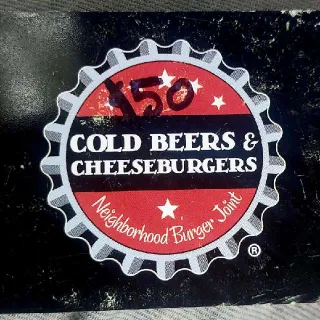 $50
COLD BEERS &
CHEESEBURGERS
Neighborhood Burger Joint
®